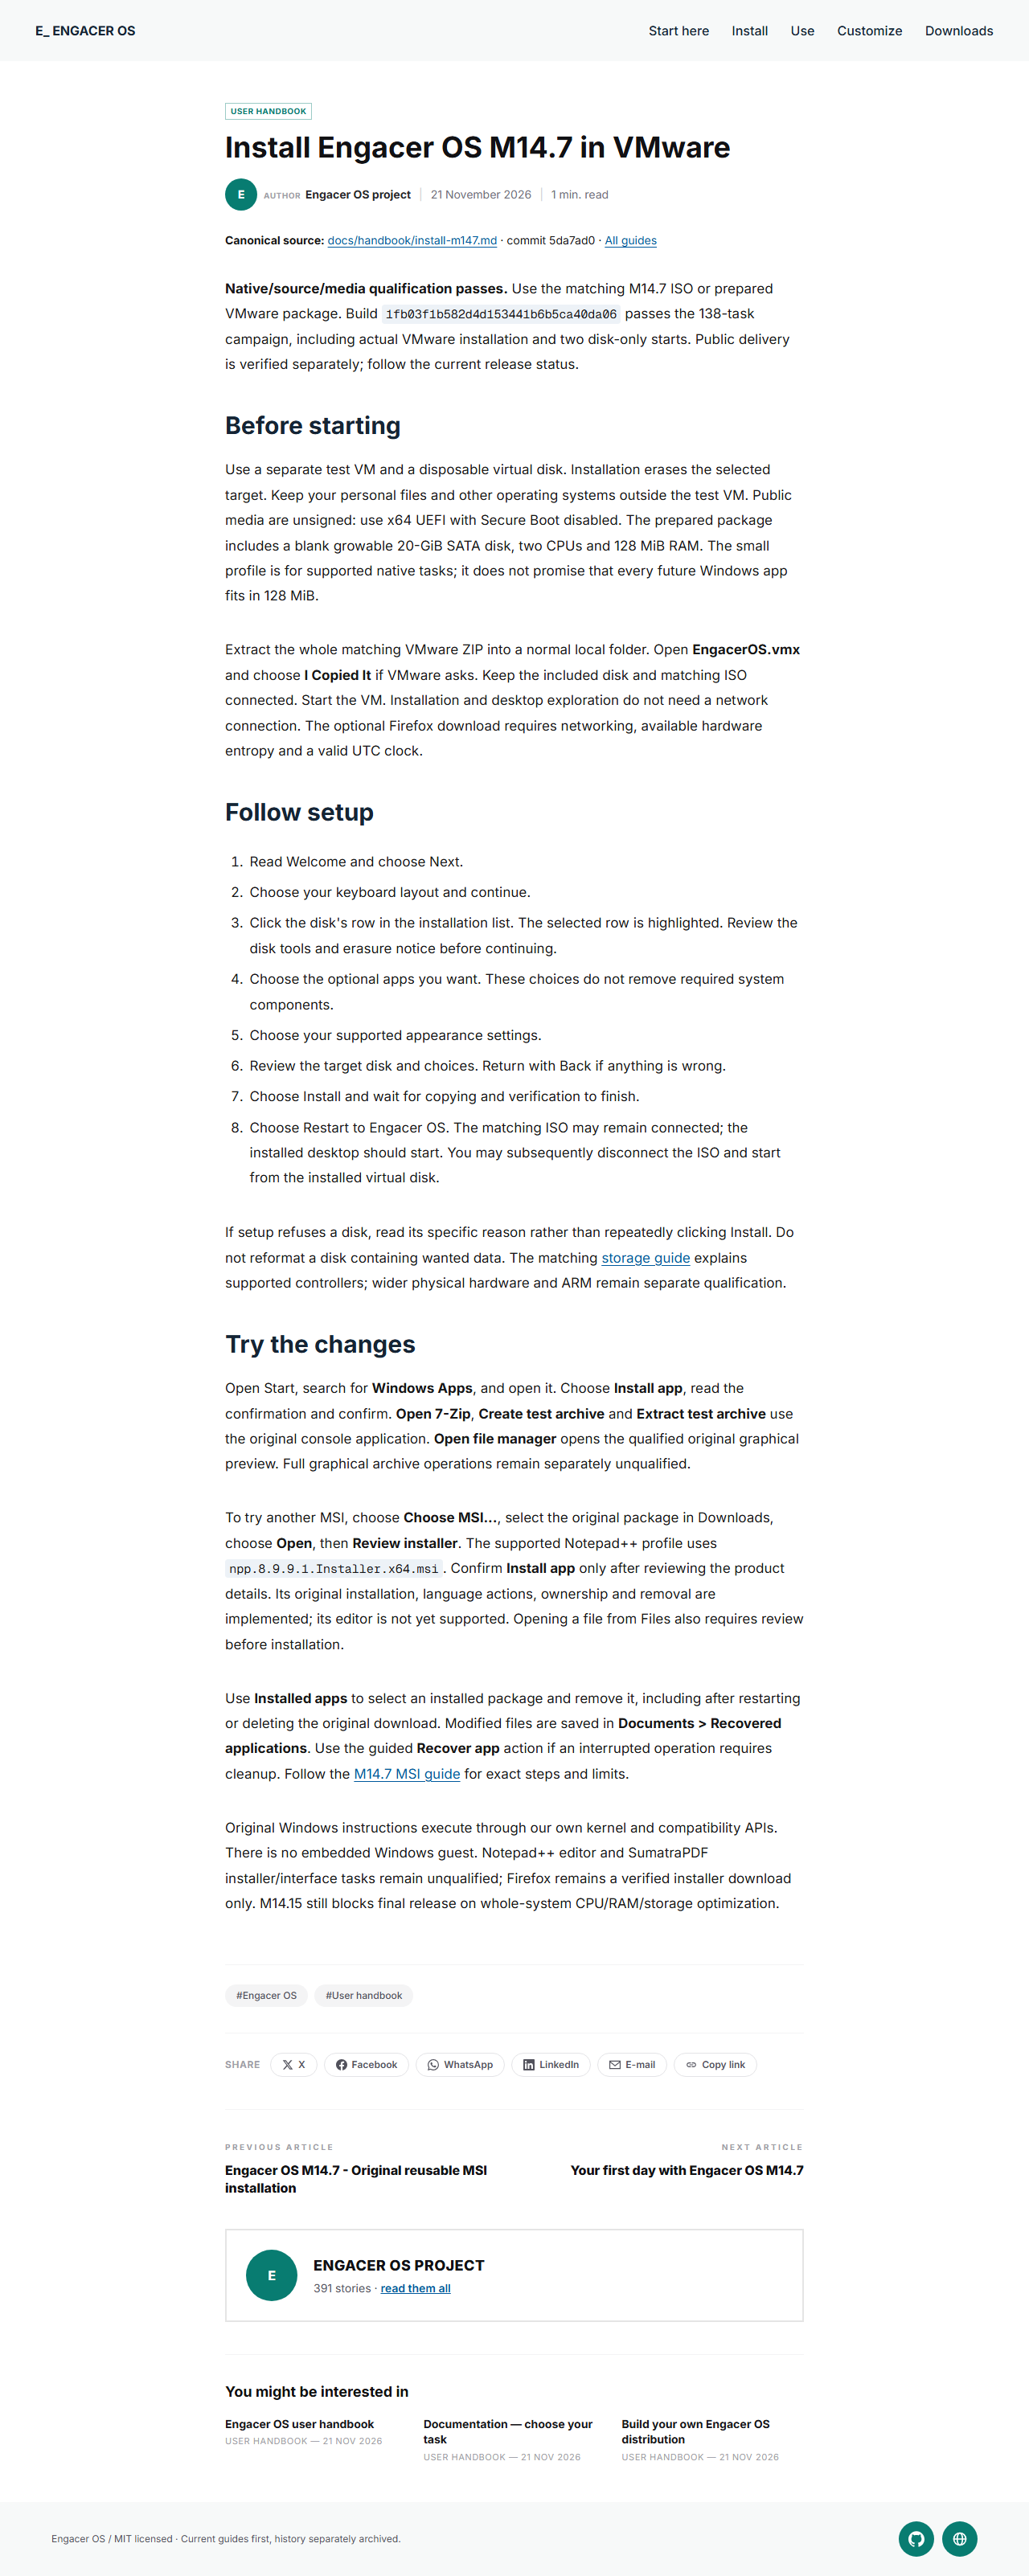 E_ ENGACER OS
Start here Install Use Customize Downloads
USER HANDBOOK
Install Engacer OS M14.7 in VMware
E AUTHOR Engacer OS project 21 November 2026 1 min. read
Canonical source: docs/handbook/install-m147.md · commit 5da7ad0 · All guides
Native/source/media qualification passes. Use the matching M14.7 ISO or prepared
VMware package. Build 1fb03f1b582d4d153441b6b5ca40da06 passes the 138-task
campaign, including actual VMware installation and two disk-only starts. Public delivery
is verified separately; follow the current release status.
Before starting
Use a separate test VM and a disposable virtual disk. Installation erases the selected
target. Keep your personal files and other operating systems outside the test VM. Public
media are unsigned: use x64 UEFI with Secure Boot disabled. The prepared package
includes a blank growable 20-GiB SATA disk, two CPUs and 128 MiB RAM. The small
profile is for supported native tasks; it does not promise that every future Windows app
fits in 128 MiB.
Extract the whole matching VMware ZIP into a normal local folder. Open EngacerOS.vmx
and choose I Copied It if VMware asks. Keep the included disk and matching ISO
connected. Start the VM. Installation and desktop exploration do not need a network
connection. The optional Firefox download requires networking, available hardware
entropy and a valid UTC clock.
Follow setup
1. Read Welcome and choose Next.
2. Choose your keyboard layout and continue.
3. Click the disk's row in the installation list. The selected row is highlighted. Review the
disk tools and erasure notice before continuing.
4. Choose the optional apps you want. These choices do not remove required system
components.
5. Choose your supported appearance settings.
6. Review the target disk and choices. Return with Back if anything is wrong.
7. Choose Install and wait for copying and verification to finish.
8. Choose Restart to Engacer OS. The matching ISO may remain connected; the
installed desktop should start. You may subsequently disconnect the ISO and start
from the installed virtual disk.
If setup refuses a disk, read its specific reason rather than repeatedly clicking Install. Do
not reformat a disk containing wanted data. The matching storage guide explains
supported controllers; wider physical hardware and ARM remain separate qualification.
Try the changes
Open Start, search for Windows Apps, and open it. Choose Install app, read the
confirmation and confirm. Open 7-Zip, Create test archive and Extract test archive use
the original console application. Open file manager opens the qualified original graphical
preview. Full graphical archive operations remain separately unqualified.
To try another MSI, choose Choose MSI..., select the original package in Downloads,
choose Open, then Review installer. The supported Notepad++ profile uses
npp.8.9.9.1.Installer.x64.msi. Confirm Install app only after reviewing the product
details. Its original installation, language actions, ownership and removal are
implemented; its editor is not yet supported. Opening a file from Files also requires review
before installation.
Use Installed apps to select an installed package and remove it, including after restarting
or deleting the original download. Modified files are saved in Documents > Recovered
applications. Use the guided Recover app action if an interrupted operation requires
cleanup. Follow the M14.7 MSI guide for exact steps and limits.
Original Windows instructions execute through our own kernel and compatibility APIs.
There is no embedded Windows guest. Notepad++ editor and SumatraPDF
installer/interface tasks remain unqualified; Firefox remains a verified installer download
only. M14.15 still blocks final release on whole-system CPU/RAM/storage optimization.
#Engacer OS #User handbook
SHARE X Facebook WhatsApp LinkedIn E-mail Copy link
PREVIOUS ARTICLE
Engacer OS M14.7 - Original reusable MSI
installation
NEXT ARTICLE
Your first day with Engacer OS M14.7
E
ENGACER OS PROJECT
391 stories · read them all
You might be interested in
Engacer OS user handbook
USER HANDBOOK — 21 NOV 2026
Documentation — choose your
task
USER HANDBOOK — 21 NOV 2026
Build your own Engacer OS
distribution
USER HANDBOOK — 21 NOV 2026
Engacer OS / MIT licensed · Current guides first, history separately archived.